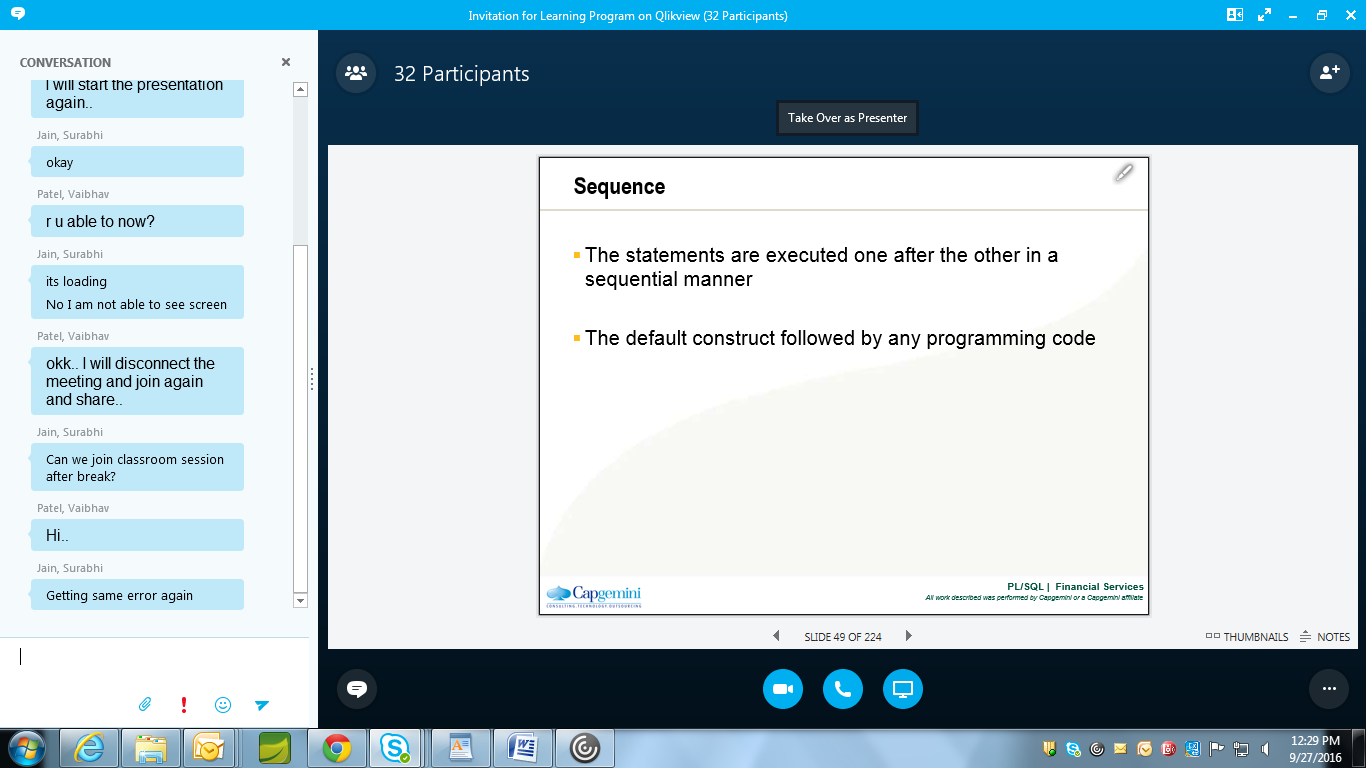 Invitation for Learning Program on Qlikview (32 Participants)
CONVERSATION
I will start the presentation
again..
Jain, Surabhi
okay
Patel, Vaibhav
r u able to now?
Jain, Surabhi
its loading
No I am not able to see screen
Patel, Vaibhav
okk.. I will disconnect the
meeting and join again
and share..
Jain, Surabhi
Can we join classroom session
after break?
Patel, Vaibhav
Hi..
Jain, Surabhi
Getting same error again
32 Participants
Take Over as Presenter
Sequence
The statements are executed one after the other in a
sequential manner
The default construct followed by any programming code
Capgemini
CONSULTING.TECHNOLOGY.OUTSOURCING
PL/SQL | Financial Services
All work described was performed by Capgemini or a Capgemini affiliate
SLIDE 49 OF 224
THUMBNAILS
NOTES
12:29 PM
9/27/2016